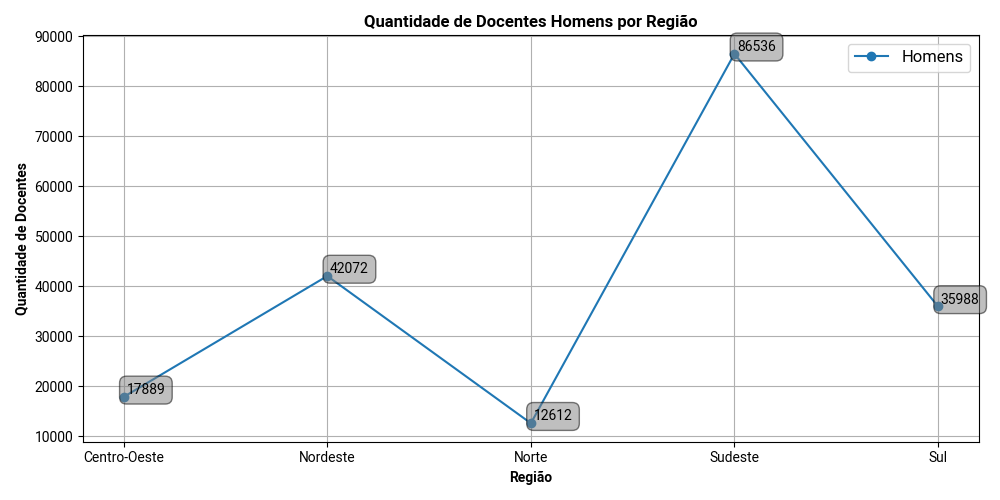 Quantidade de Docentes Homens por Região
Quantidade de Docentes
90000
80000
70000
60000
50000
40000
30000
20000
10000
17889
42072
12612
86536
35988
Homens
Centro-Oeste
Nordeste
Norte
Sudeste
Sul
Região